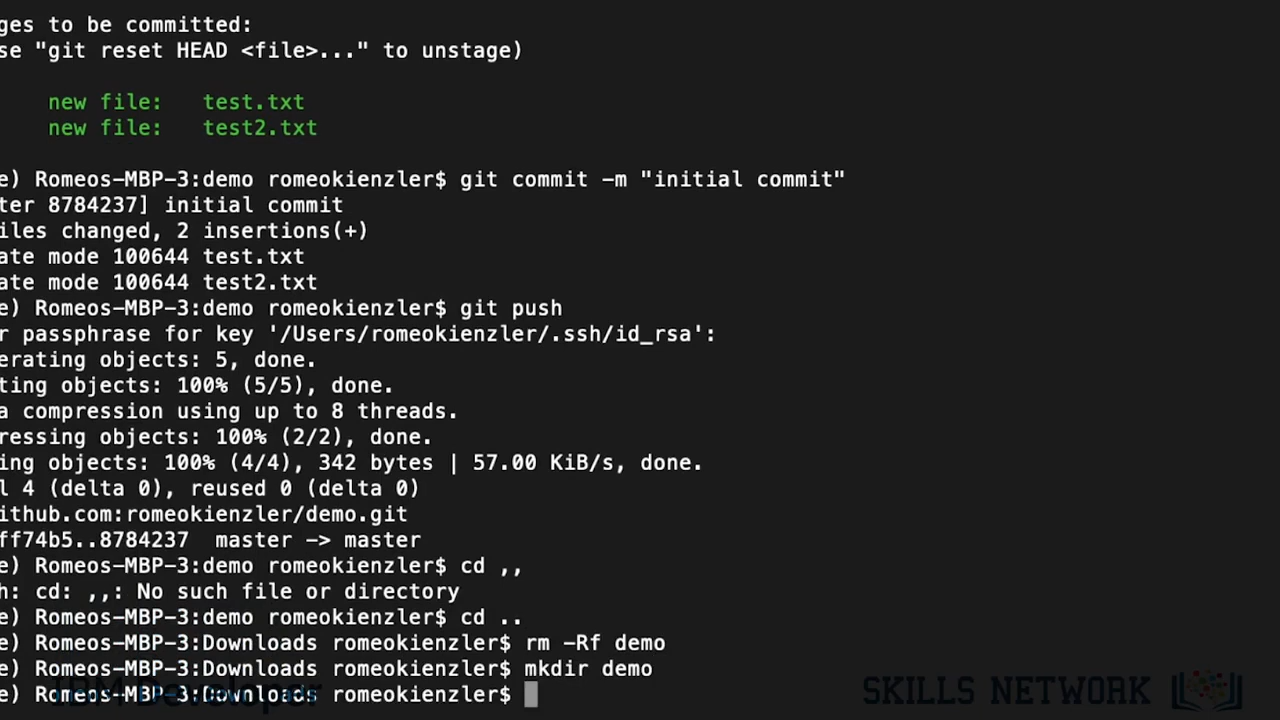 ges to be committed:
se "git reset HEAD <file>..." to unstage)
new file:   test.txt
new file:   test2.txt
e) Romeos-MBP-3:demo romeokienzler$ git commit -m "initial commit"
ter 8784237] initial commit
iles changed, 2 insertions(+)
ate mode 100644 test.txt
ate mode 100644 test2.txt
e) Romeos-MBP-3:demo romeokienzler$ git push
r passphrase for key '/Users/romeokienzler/.ssh/id_rsa':
erating objects: 5, done.
ting objects: 100% (5/5), done.
a compression using up to 8 threads.
ressing objects: 100% (2/2), done.
ing objects: 100% (4/4), 342 bytes | 57.00 KiB/s, done.
l 4 (delta 0), reused 0 (delta 0)
ithub.com:romeokienzler/demo.git
ff74b5..8784237  master -> master
e) Romeos-MBP-3:demo romeokienzler$ cd ,,
h: cd: ,,: No such file or directory
e) Romeos-MBP-3:demo romeokienzler$ cd ..
e) Romeos-MBP-3:Downloads romeokienzler$ rm -Rf demo
e) Romeos-MBP-3:Downloads romeokienzler$ mkdir demo
e) Romeos-MBP-3:Downloads romeokienzler$
IBM Developer
SKILLS NETWORK